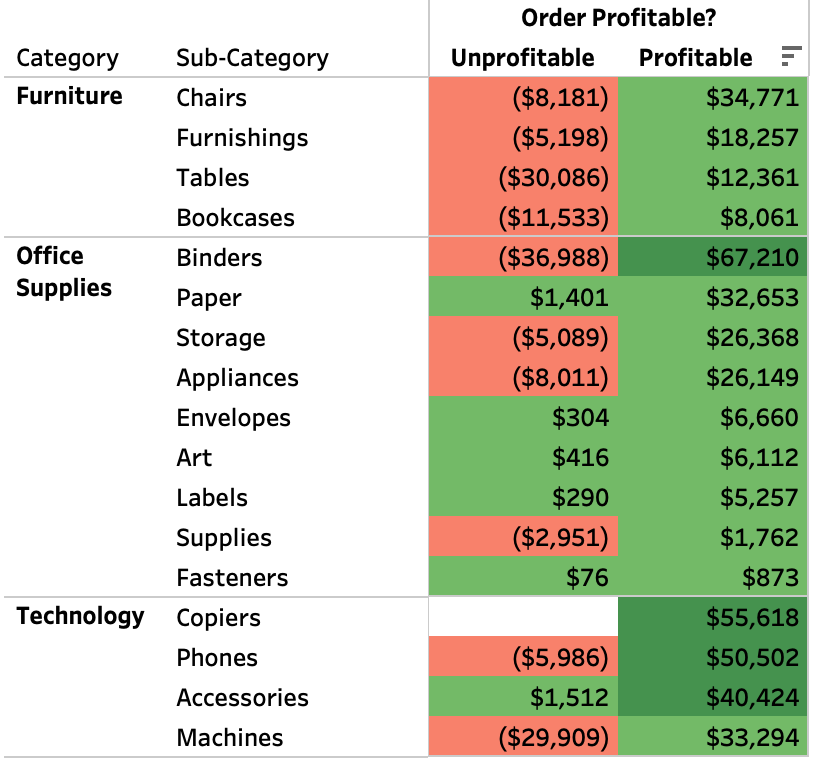 Order Profitable?
Category Sub-Category Unprofitable Profitable
Furniture Chairs ($8,181) $34,771
Furnishings ($5,198) $18,257
Tables ($30,086) $12,361
Bookcases ($11,533) $8,061
Office Supplies Binders ($36,988) $67,210
Paper $1,401 $32,653
Storage ($5,089) $26,368
Appliances ($8,011) $26,149
Envelopes $304 $6,660
Art $416 $6,112
Labels $290 $5,257
Supplies ($2,951) $1,762
Fasteners $76 $873
Technology Copiers $55,618
Phones ($5,986) $50,502
Accessories $1,512 $40,424
Machines ($29,909) $33,294